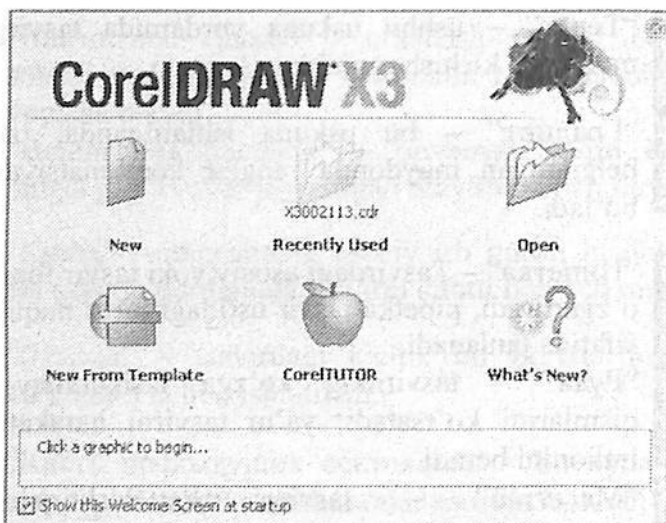 CorelDRAW X3
X3002113.cdr
New Recently Used Open
New From Template CorelTUTOR What's New?
Click a graphic to begin...
Show this Welcome Screen at startup